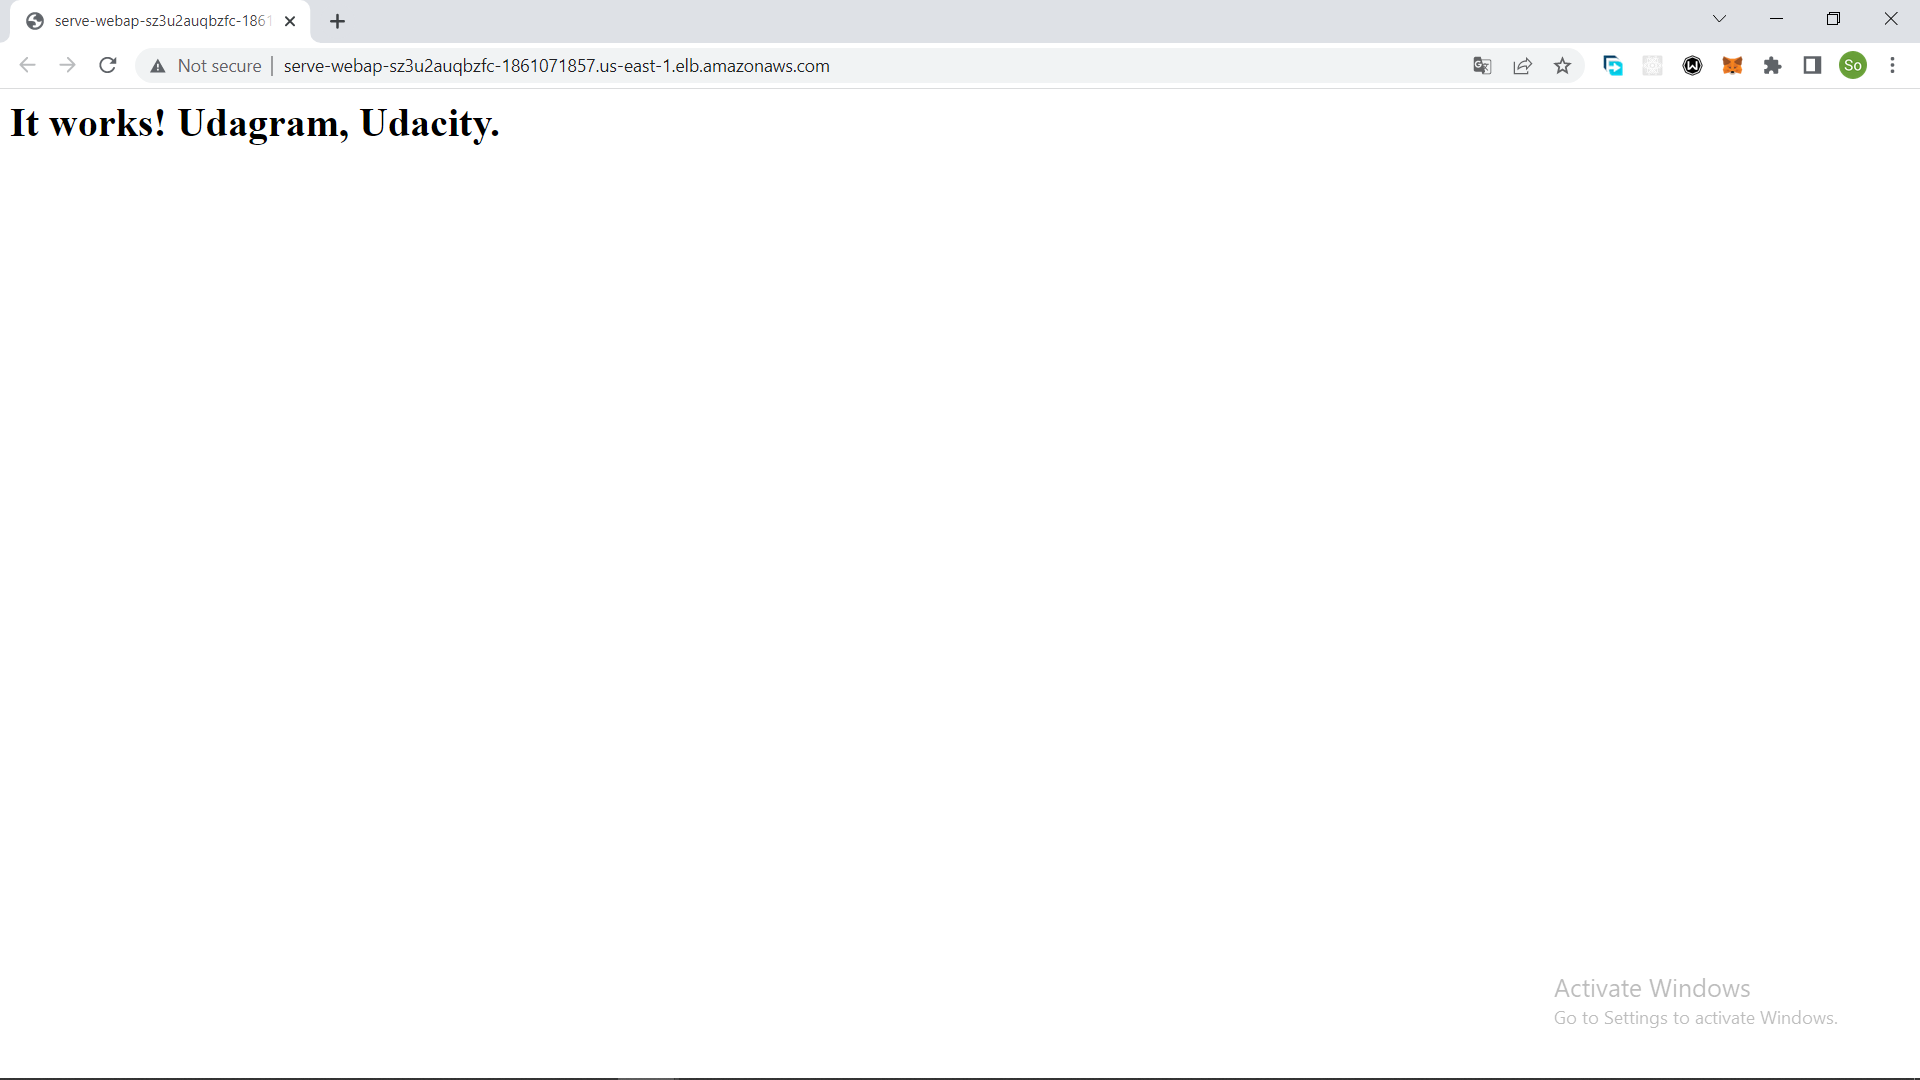 serve-webap-sz3u2auqbzfc-1861
Not secure | serve-webap-sz3u2auqbzfc-1861071857.us-east-1.elb.amazonaws.com
So
It works! Udagram, Udacity.
Activate Windows
Go to Settings to activate Windows.